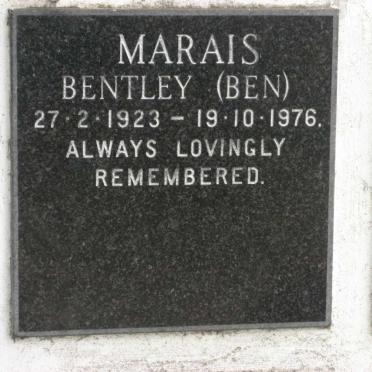 MARAIS
BENTLEY (BEN)
27·2·1923 – 19·10·1976.
ALWAYS LOVINGLY
REMEMBERED.